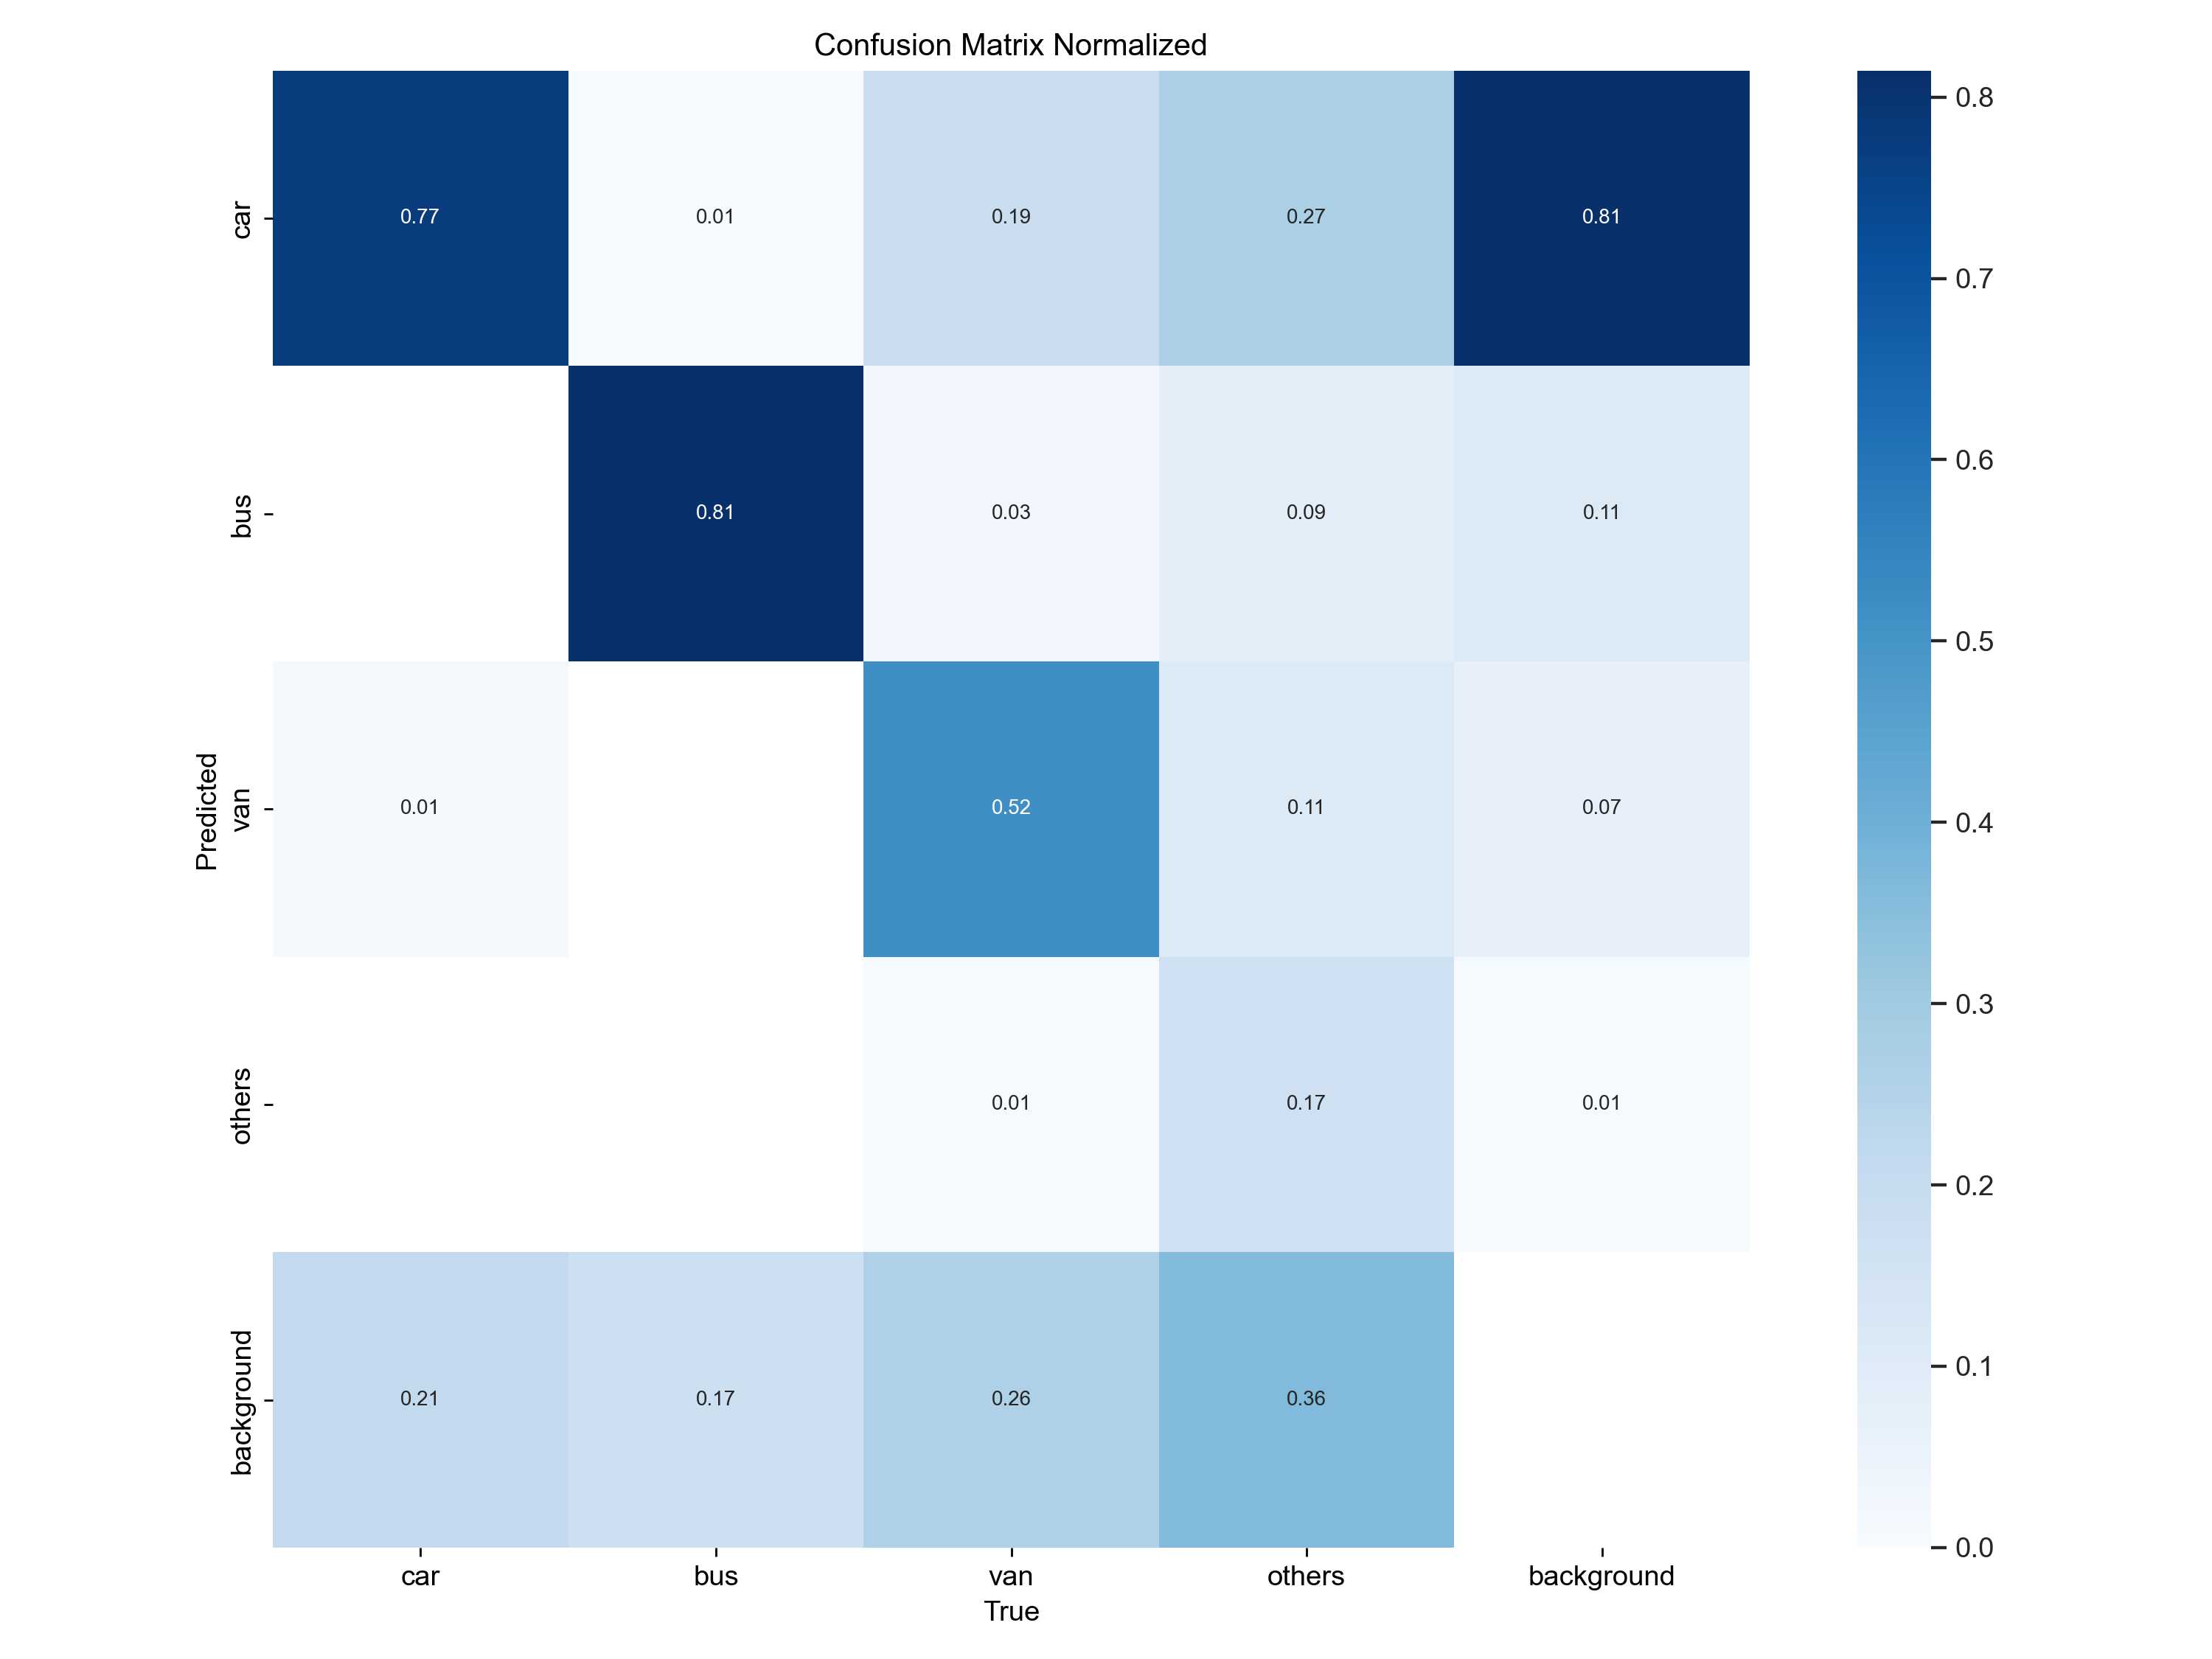 Confusion Matrix Normalized
car
0.77
0.01
0.19
0.27
0.81
bus
0.81
0.03
0.09
0.11
Predicted
van
0.01
0.52
0.11
0.07
others
0.01
0.17
0.01
background
0.21
0.17
0.26
0.36
car
bus
van
others
background
True
0.8
0.7
0.6
0.5
0.4
0.3
0.2
0.1
0.0